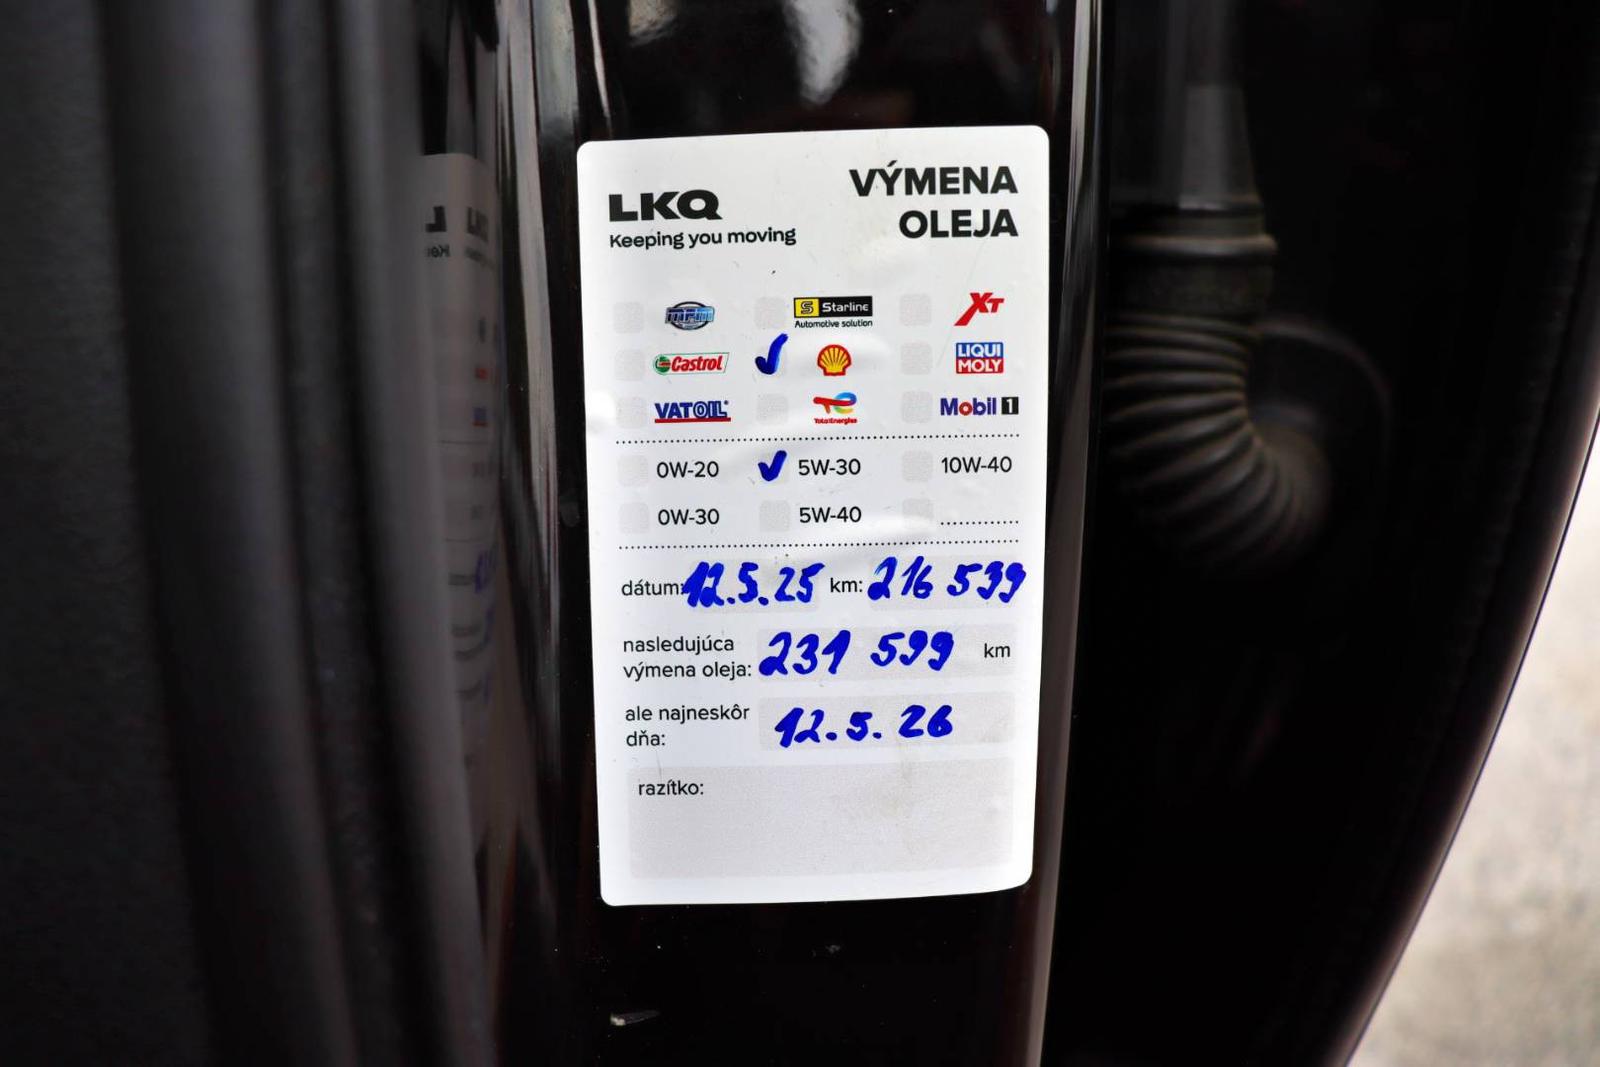 LKQ
Keeping you moving
VÝMENA
OLEJA
MPM
Starline
Automotive solution
XT
Castrol
LIQUI
MOLY
VATOIL
TotalEnergies
Mobil 1
0W-20 5W-30 10W-40
0W-30 5W-40 ..............
dátum: 12.5.25 km: 216 539
nasledujúca
výmena oleja: 231 599 km
ale najneskôr
dňa: 12.5.26
razítko: